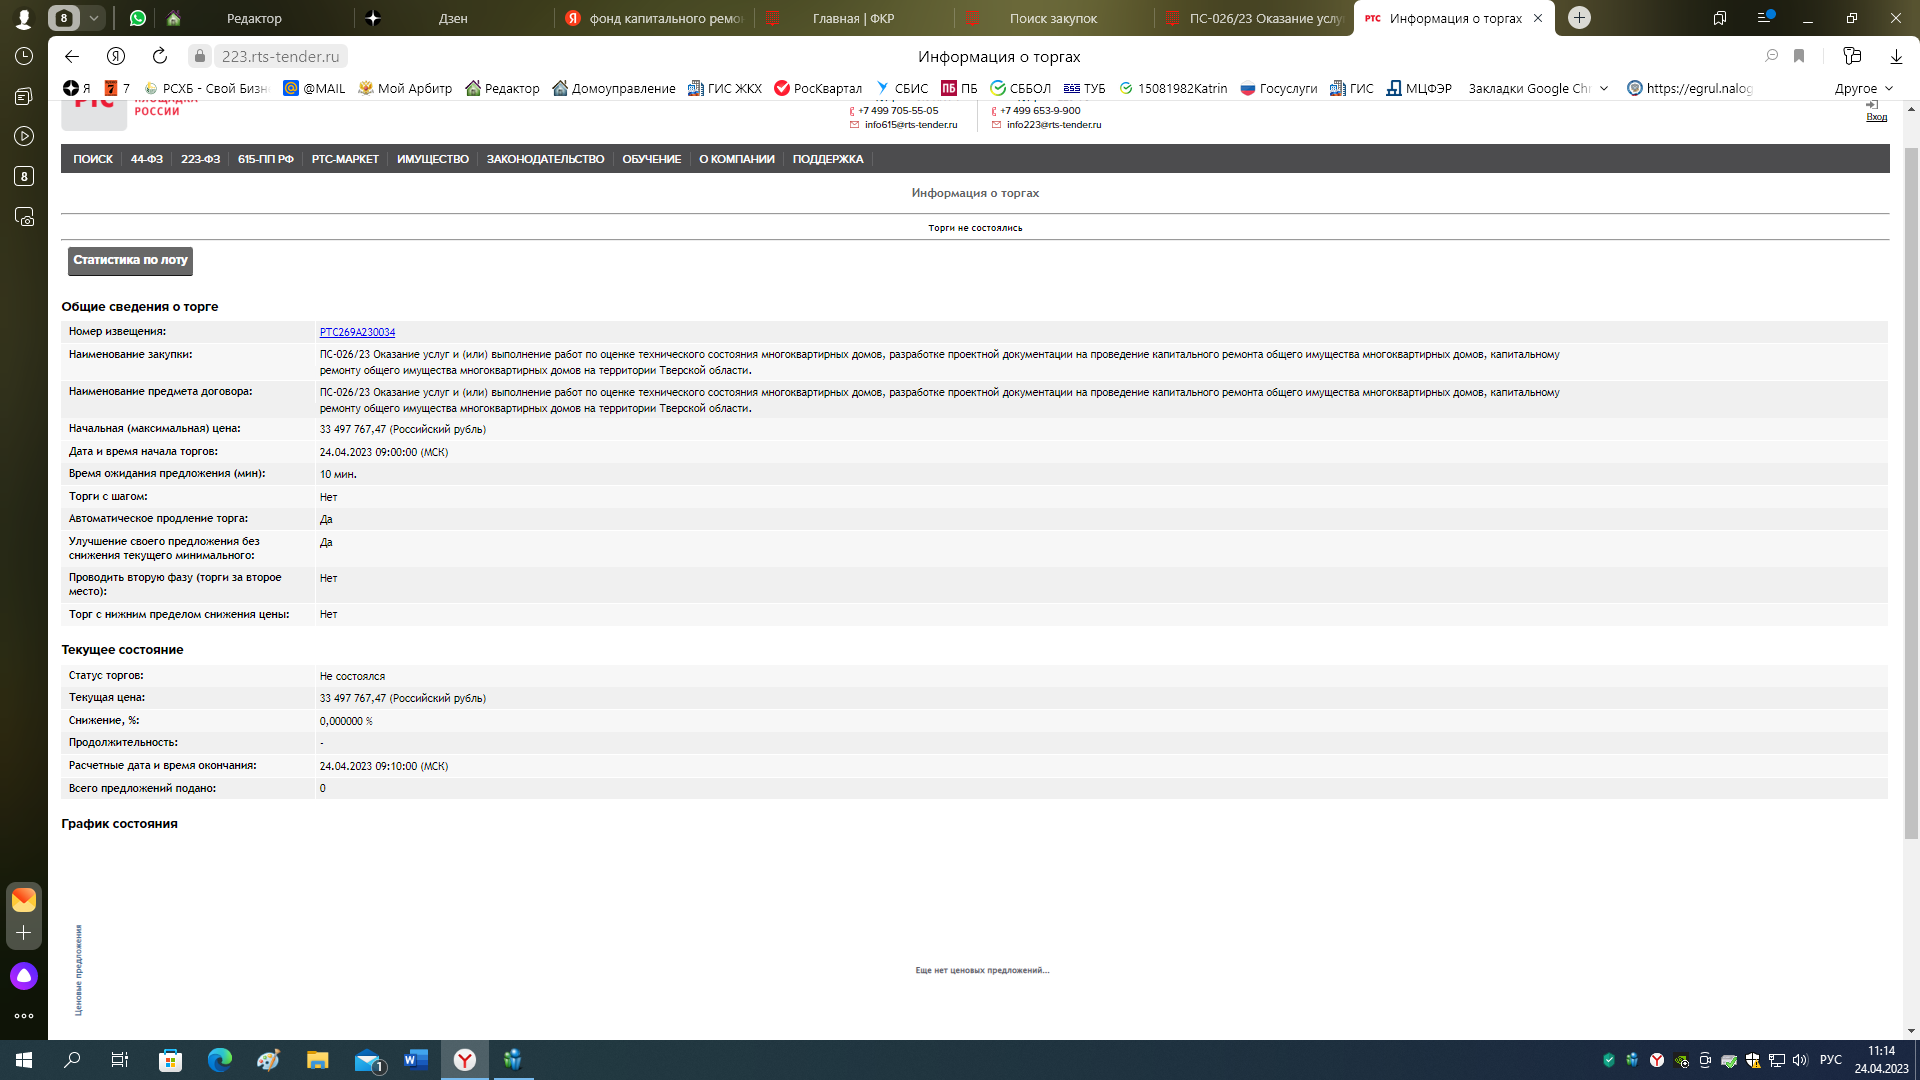 8
Редактор
Дзен
фонд капитального ремон
Главная | ФКР
Поиск закупок
ПС-026/23 Оказание услу
РТС Информация о торгах
223.rts-tender.ru
Информация о торгах
Я
7
РСХБ - Свой Бизн
@MAIL
Мой Арбитр
Редактор
Домоуправление
ГИС ЖКХ
РосКвартал
СБИС
ПБ ПБ
СББОЛ
ТУБ
15081982Katrin
Госуслуги
ГИС
МЦФЭР
Закладки Google Chr
https://egrul.nalog
Другое
РТС
РОССИИ
+7 499 705-55-05
+7 499 653-9-900
info615@rts-tender.ru
info223@rts-tender.ru
Вход
ПОИСК 44-ФЗ 223-ФЗ 615-ПП РФ РТС-МАРКЕТ ИМУЩЕСТВО ЗАКОНОДАТЕЛЬСТВО ОБУЧЕНИЕ О КОМПАНИИ ПОДДЕРЖКА
Информация о торгах
Торги не состоялись
Статистика по лоту
Общие сведения о торге
Номер извещения: РТС269А230034
Наименование закупки: ПС-026/23 Оказание услуг и (или) выполнение работ по оценке технического состояния многоквартирных домов, разработке проектной документации на проведение капитального ремонта общего имущества многоквартирных домов, капитальному
ремонту общего имущества многоквартирных домов на территории Тверской области.
Наименование предмета договора: ПС-026/23 Оказание услуг и (или) выполнение работ по оценке технического состояния многоквартирных домов, разработке проектной документации на проведение капитального ремонта общего имущества многоквартирных домов, капитальному
ремонту общего имущества многоквартирных домов на территории Тверской области.
Начальная (максимальная) цена: 33 497 767,47 (Российский рубль)
Дата и время начала торгов: 24.04.2023 09:00:00 (МСК)
Время ожидания предложения (мин): 10 мин.
Торги с шагом: Нет
Автоматическое продление торга: Да
Улучшение своего предложения без
снижения текущего минимального: Да
Проводить вторую фазу (торги за второе
место): Нет
Торг с нижним пределом снижения цены: Нет
Текущее состояние
Статус торгов: Не состоялся
Текущая цена: 33 497 767,47 (Российский рубль)
Снижение, %: 0,000000 %
Продолжительность: -
Расчетные дата и время окончания: 24.04.2023 09:10:00 (МСК)
Всего предложений подано: 0
График состояния
Ценовые предложения
Еще нет ценовых предложений...
8
1
РУС
11:14
24.04.2023